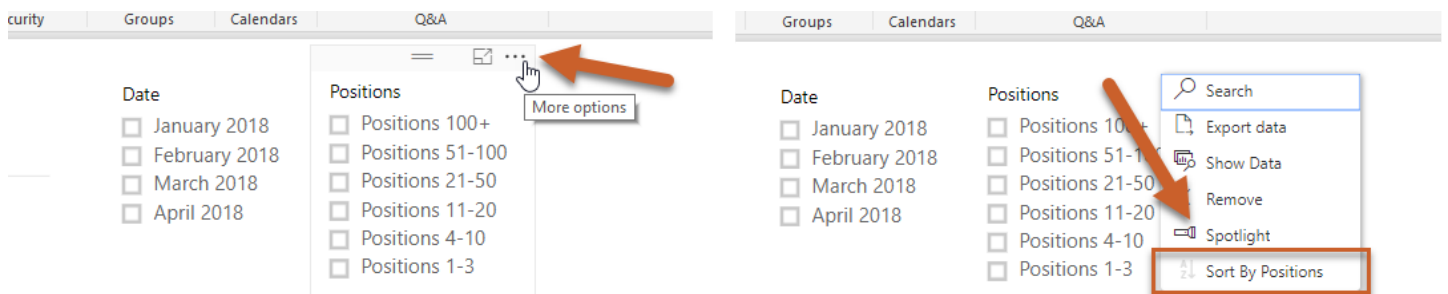 curity Groups Calendars Q&A
Date
January 2018
February 2018
March 2018
April 2018
Positions
Positions 100+
Positions 51-100
Positions 21-50
Positions 11-20
Positions 4-10
Positions 1-3
More options
Groups Calendars Q&A
Date
January 2018
February 2018
March 2018
April 2018
Positions
Positions 100+
Positions 51-100
Positions 21-50
Positions 11-20
Positions 4-10
Positions 1-3
Search
Export data
Show Data
Remove
Spotlight
Sort By Positions